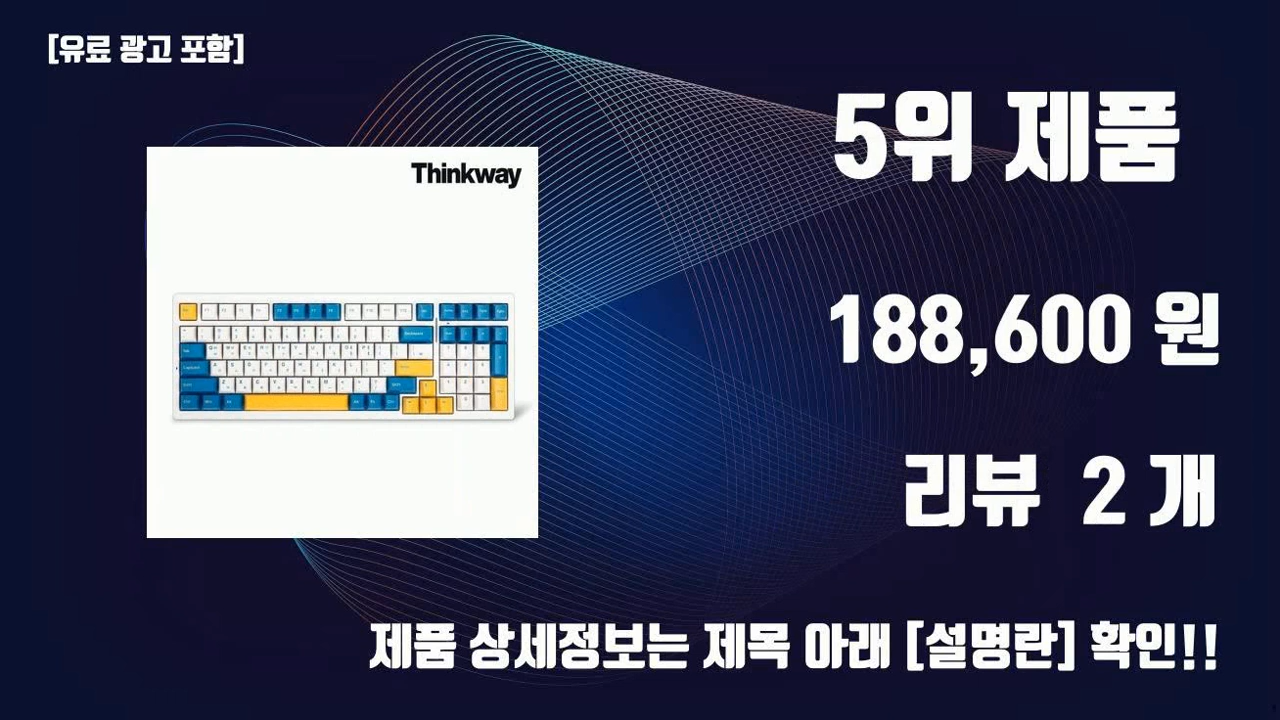 [유료 광고 포함]
5위 제품
Thinkway
188,600 원
리뷰 2 개
제품 상세정보는 제목 아래 [설명란] 확인!!